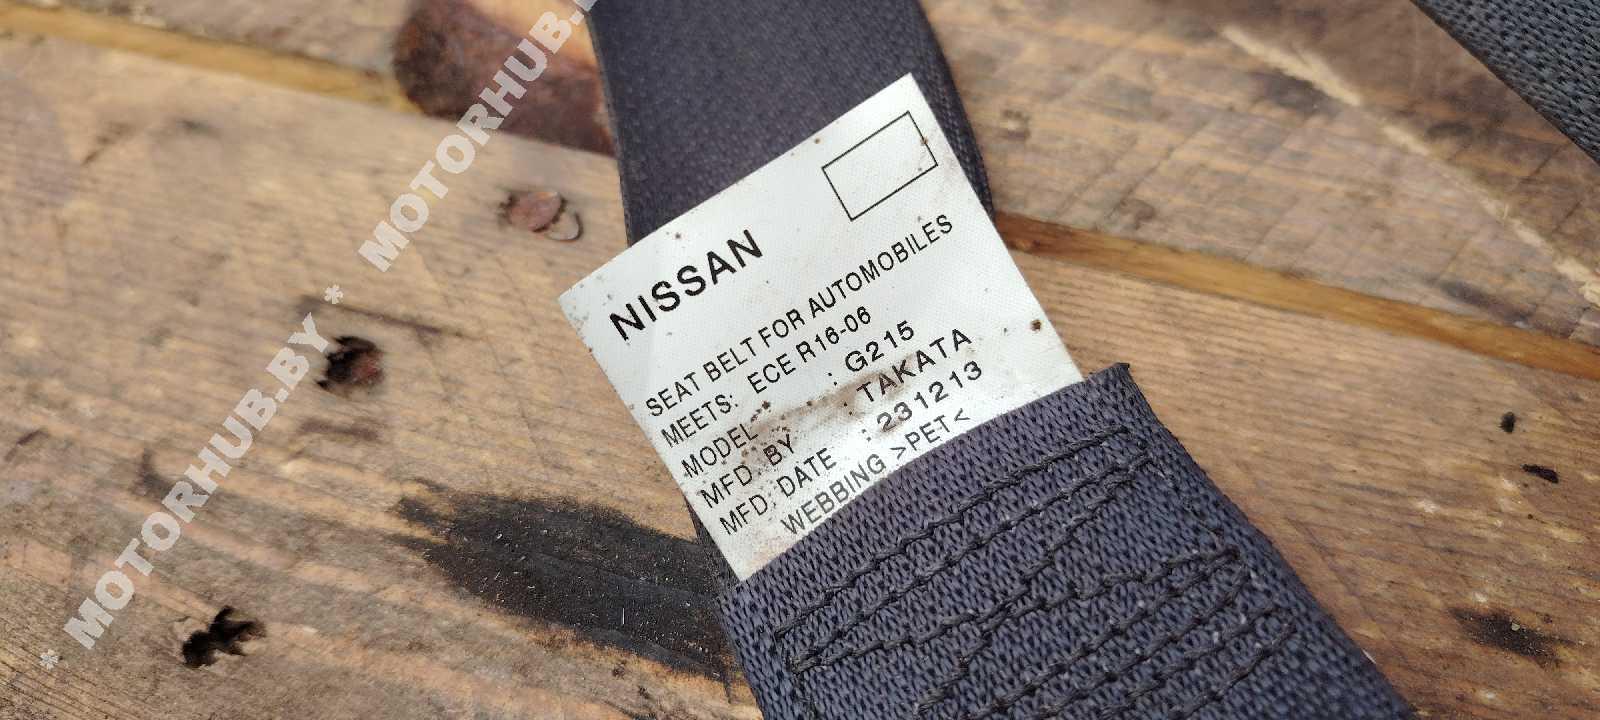 NISSAN
SEAT BELT FOR AUTOMOBILES
MEETS: ECE R16-06
MODEL : G215
MFD. BY : TAKATA
MFD. DATE : 231213
WEBBING >PET<
* MOTORHUB.BY * MOTORHUB.